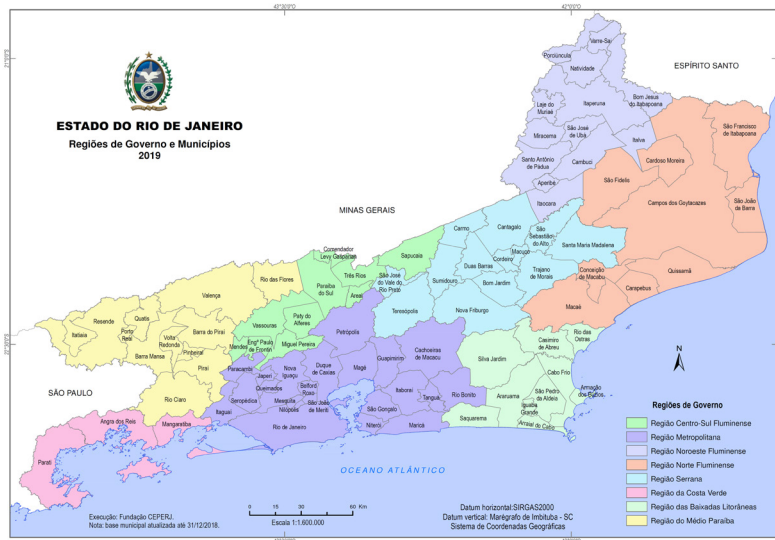 43°30'0
42°0'0
21°0'S
22°30'S
ESPÍRITO SANTO
MINAS GERAIS
SÃO PAULO
OCEANO ATLÂNTICO
ESTADO DO RIO DE JANEIRO
Regiões de Governo e Municípios
2019
Varre-Sai
Porciúncula
Natividade
Bom Jesus
do Itabapoana
Laje do
Muriaé
Itaperuna
São José
de Ubá
Miracema
Italva
Santo Antônio
de Pádua
Cambuci
Aperibé
Itaocara
São Francisco
de Itabapoana
Cardoso Moreira
São Fidelis
Campos dos Goytacazes
São João
da Barra
Conceição
de Macabu
Quissamã
Carapebus
Macaé
Carmo
Cantagalo
São
Sebastião
do Alto
Macuco
Santa Maria Madalena
Cordeiro
Duas Barras
Trajano
de Morais
Sumidouro
Bom Jardim
São José
do Vale do
Rio Preto
Teresópolis
Nova Friburgo
Petrópolis
Comendador
Levy Gasparian
Sapucaia
Três Rios
Paraíba
do Sul
Areal
Paty do
Alferes
Vassouras
Mendes
Engº Paulo
de Frontin
Miguel Pereira
Rio das Flores
Valença
Resende
Quatis
Itatiaia
Porto
Real
Barra do Piraí
Volta
Redonda
Barra Mansa
Pinheiral
Piraí
Rio Claro
Paracambi
Japeri
Nova
Iguaçu
Duque
de Caxias
Magé
Guapimirim
Cachoeiras
de Macacu
Seropédica
Queimados
Belford
Roxo
Mesquita
São João
de Meriti
Nilópolis
Itaguaí
Rio de Janeiro
Itaboraí
Tanguá
Rio Bonito
São Gonçalo
Niterói
Maricá
Casimiro
de Abreu
Rio das
Ostras
Silva Jardim
Cabo Frio
Araruama
São Pedro
da Aldeia
Armação
dos Búzios
Iguaba
Grande
Saquarema
Arraial do Cabo
Angra dos Reis
Mangaratiba
Parati
N
Regiões de Governo
Região Centro-Sul Fluminense
Região Metropolitana
Região Noroeste Fluminense
Região Norte Fluminense
Região Serrana
Região da Costa Verde
Região das Baixadas Litorâneas
Região do Médio Paraíba
Execução: Fundação CEPERJ.
Nota: base municipal atualizada até 31/12/2018.
0 15 30 60 Km
Escala 1:1.600.000
Datum horizontal:SIRGAS2000
Datum vertical: Marégrafo de Imbituba - SC
Sistema de Coordenadas Geográficas